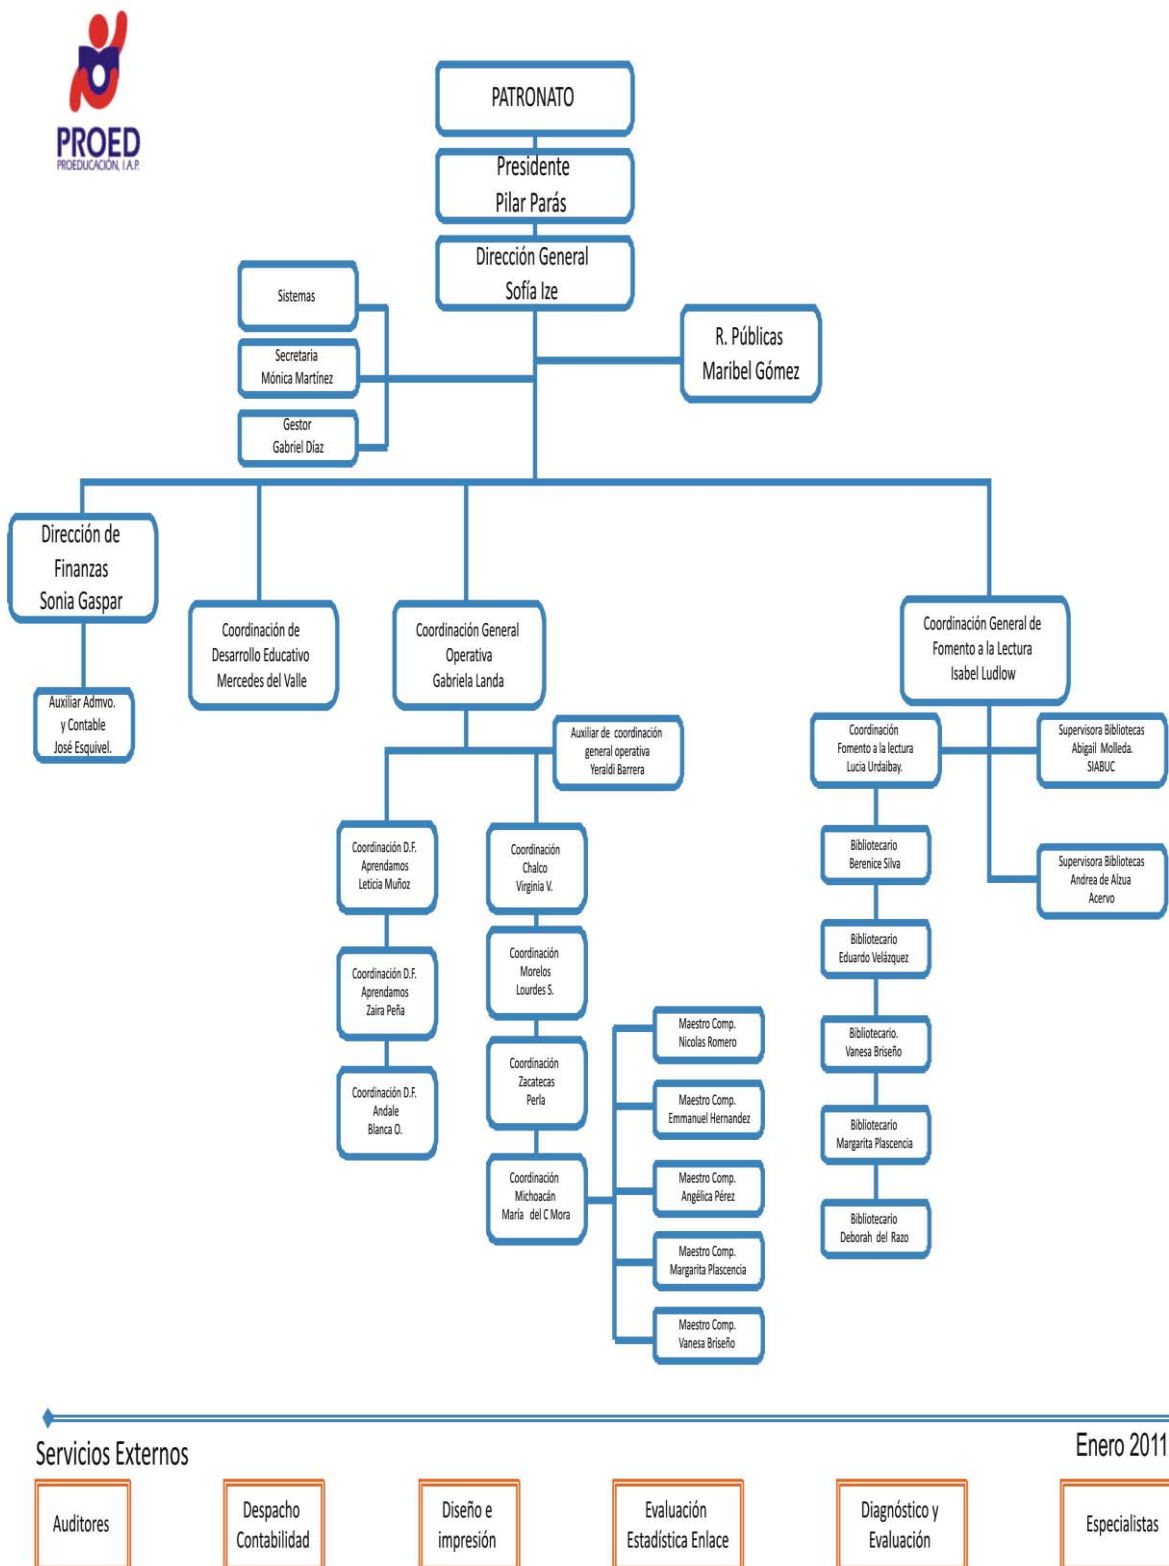 PROED
PROEDUCACIÓN, I.A.P.
PATRONATO
Presidente
Pilar Parás
Dirección General
Sofía Ize
Sistemas
Secretaria
Mónica Martínez
Gestor
Gabriel Díaz
R. Públicas
Maribel Gómez
Dirección de
Finanzas
Sonia Gaspar
Auxiliar Admvo.
y Contable
José Esquivel.
Coordinación de
Desarrollo Educativo
Mercedes del Valle
Coordinación General
Operativa
Gabriela Landa
Auxiliar de coordinación
general operativa
Yeraldi Barrera
Coordinación D.F.
Aprendamos
Leticia Muñoz
Coordinación D.F.
Aprendamos
Zaira Peña
Coordinación D.F.
Andale
Blanca O.
Coordinación
Chalco
Virginia V.
Coordinación
Morelos
Lourdes S.
Coordinación
Zacatecas
Perla
Coordinación
Michoacán
María del C Mora
Maestro Comp.
Nicolas Romero
Maestro Comp.
Emmanuel Hernandez
Maestro Comp.
Angélica Pérez
Maestro Comp.
Margarita Plascencia
Maestro Comp.
Vanesa Briseño
Coordinación General de
Fomento a la Lectura
Isabel Ludlow
Coordinación
Fomento a la lectura
Lucia Urdaibay.
Supervisora Bibliotecas
Abigail Molleda.
SIABUC
Supervisora Bibliotecas
Andrea de Alzua
Acervo
Bibliotecario
Berenice Silva
Bibliotecario
Eduardo Velázquez
Bibliotecario.
Vanesa Briseño
Bibliotecario
Margarita Plascencia
Bibliotecario
Deborah del Razo
Servicios Externos
Enero 2011
Auditores
Despacho
Contabilidad
Diseño e
impresión
Evaluación
Estadística Enlace
Diagnóstico y
Evaluación
Especialistas